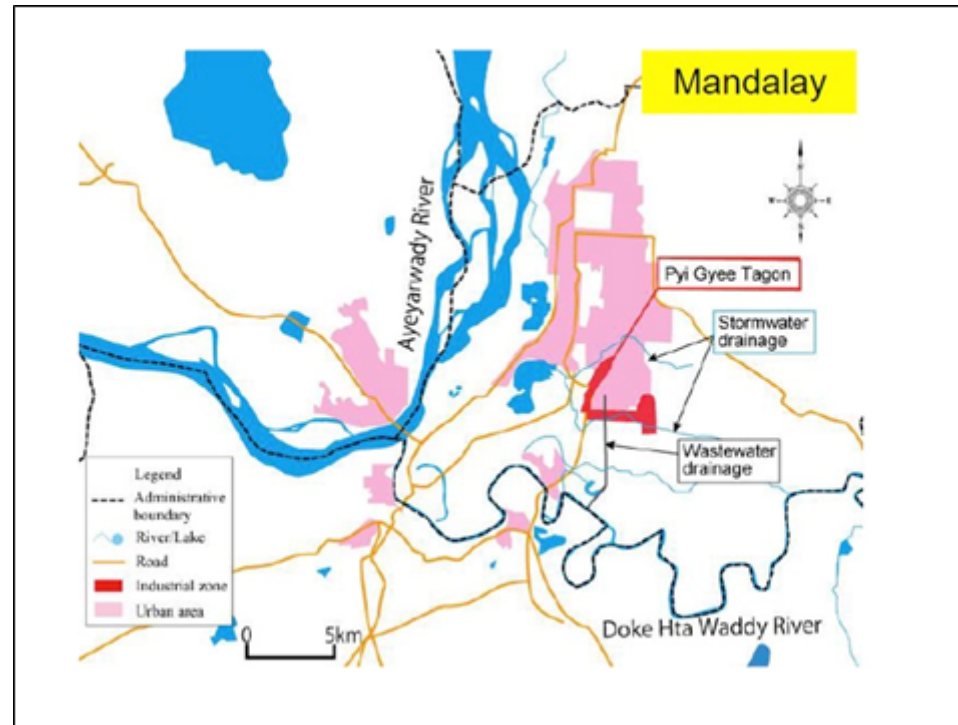 Mandalay
Ayeyarwady River
N
W
E
S
Pyi Gyee Tagon
Stormwater
drainage
Wastewater
drainage
Legend
Administrative
boundary
River/Lake
Road
Industrial zone
Urban area
0
5km
Doke Hta Waddy River